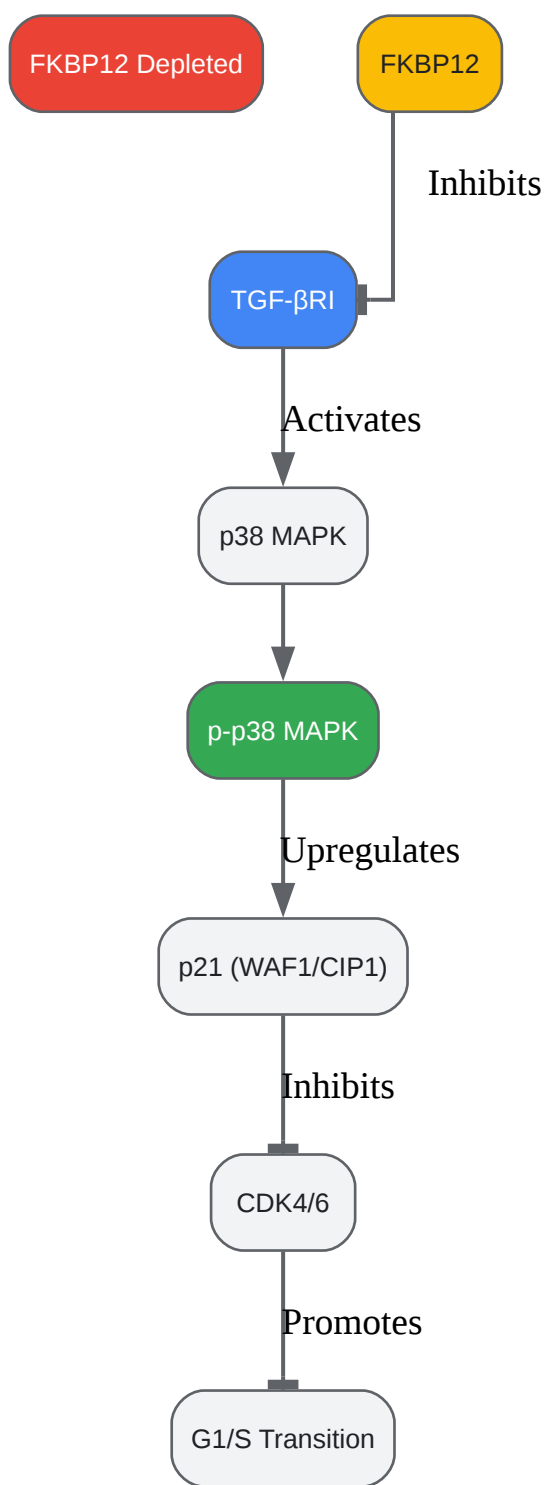 FKBP12 Depleted
FKBP12
Inhibits
TGF-βRI
Activates
p38 MAPK
p-p38 MAPK
Upregulates
p21 (WAF1/CIP1)
Inhibits
CDK4/6
Promotes
G1/S Transition